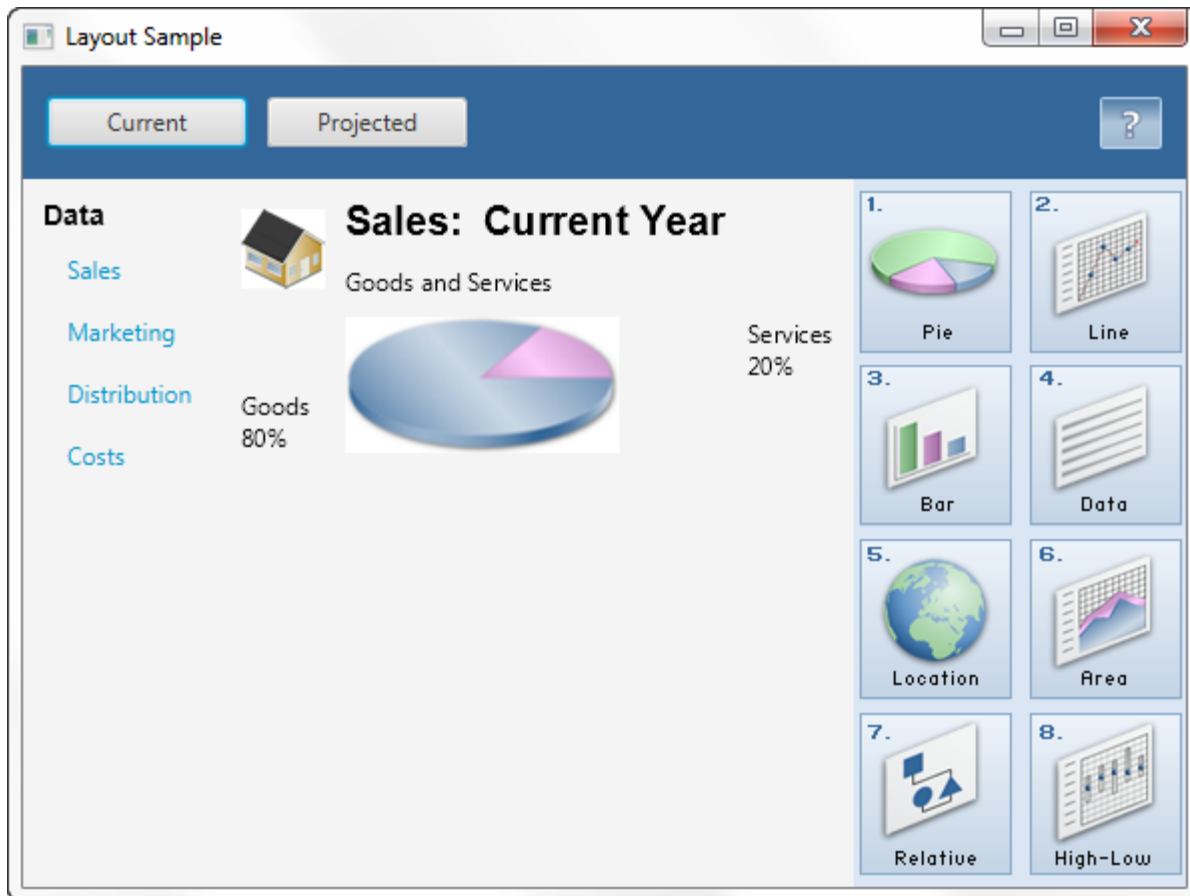 Layout Sample
Current
Projected
?
Data
Sales
Marketing
Distribution
Costs
Sales:  Current Year
Goods and Services
Goods
80%
Services
20%
1.
Pie
2.
Line
3.
Bar
4.
Data
5.
Location
6.
Area
7.
Relative
8.
High-Low